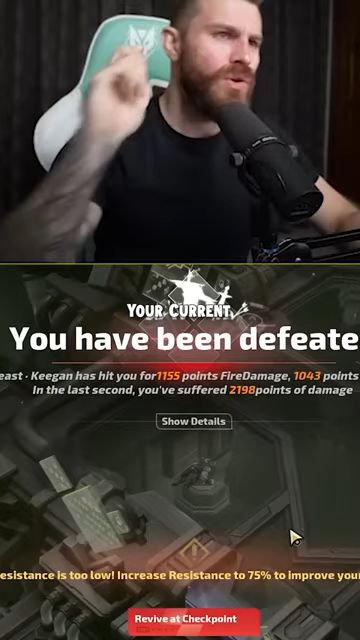 YOUR CURRENT
You have been defeate
east · Keegan has hit you for1155 points FireDamage, 1043 points
In the last second, you've suffered 2198points of damage
Show Details
esistance is too low! Increase Resistance to 75% to improve your
Revive at Checkpoint